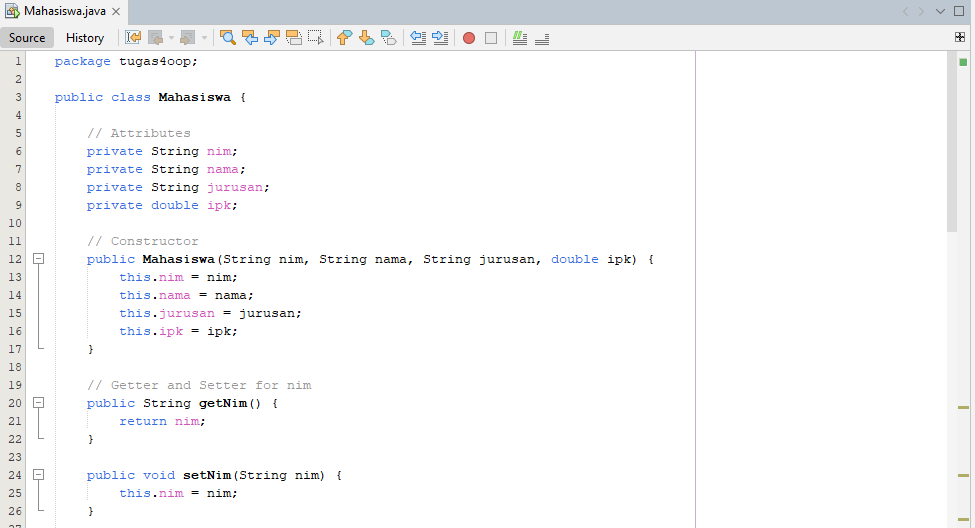 Mahasiswa.java
Source History
1 package tugas4oop;
2
3 public class Mahasiswa {
4
5 // Attributes
6 private String nim;
7 private String nama;
8 private String jurusan;
9 private double ipk;
10
11 // Constructor
12 public Mahasiswa(String nim, String nama, String jurusan, double ipk) {
13 this.nim = nim;
14 this.nama = nama;
15 this.jurusan = jurusan;
16 this.ipk = ipk;
17 }
18
19 // Getter and Setter for nim
20 public String getNim() {
21 return nim;
22 }
23
24 public void setNim(String nim) {
25 this.nim = nim;
26 }